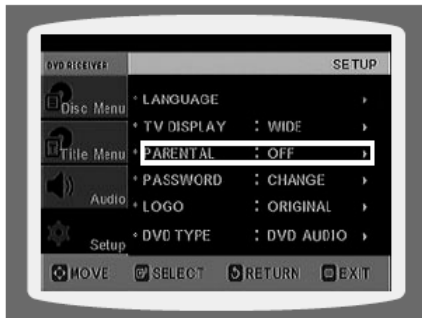 DVD RECEIVER SETUP
Disc Menu
Title Menu
Audio
Setup
LANGUAGE
TV DISPLAY : WIDE
PARENTAL : OFF
PASSWORD : CHANGE
LOGO : ORIGINAL
DVD TYPE : DVD AUDIO
MOVE SELECT RETURN EXIT